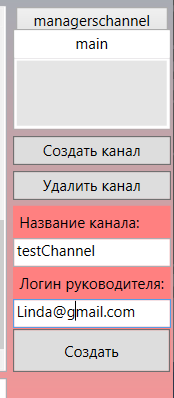 managerschannel
main
Создать канал
Удалить канал
Название канала:
testChannel
Логин руководителя:
Linda@gmail.com
Создать